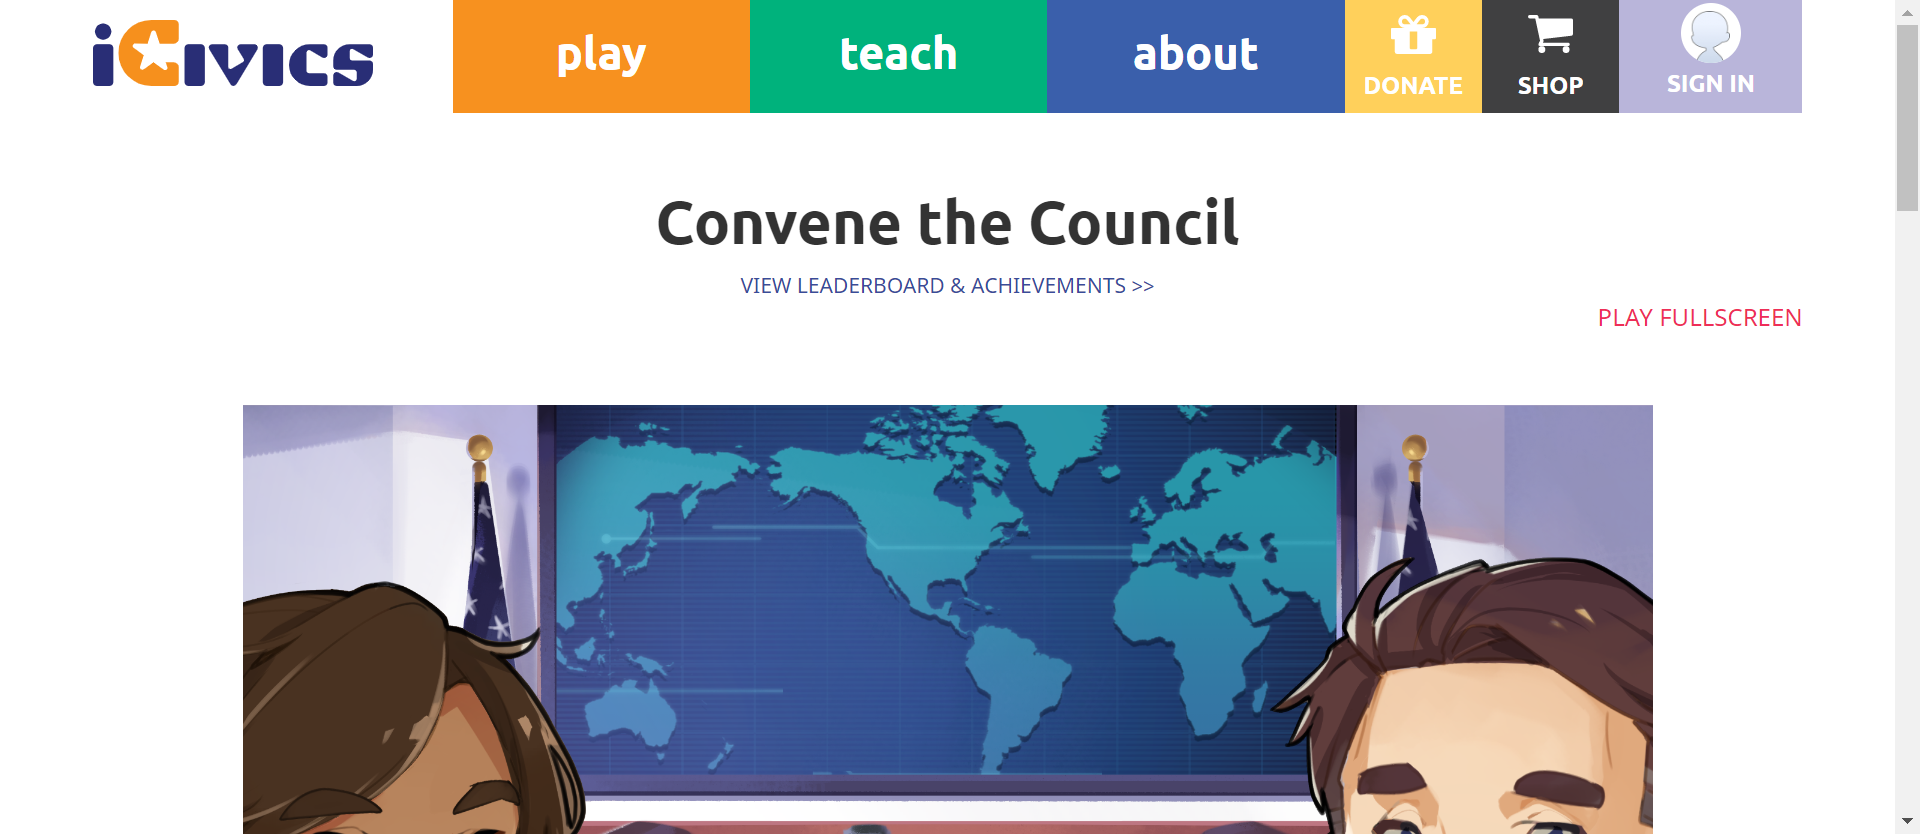 iCivics
play
teach
about
DONATE
SHOP
SIGN IN
Convene the Council
VIEW LEADERBOARD & ACHIEVEMENTS >>
PLAY FULLSCREEN